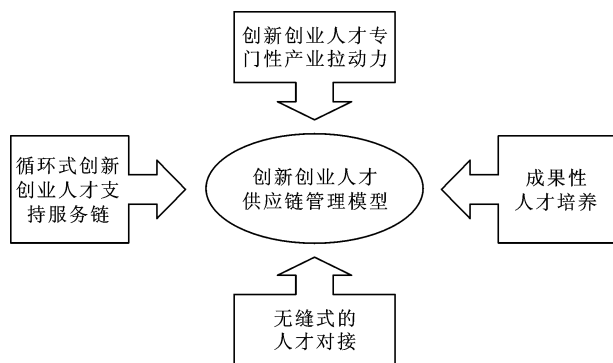 创新创业人才专
门性产业拉动力
循环式创新
创业人才支
持服务链
创新创业人才
供应链管理模型
成果性
人才培养
无缝式的
人才对接